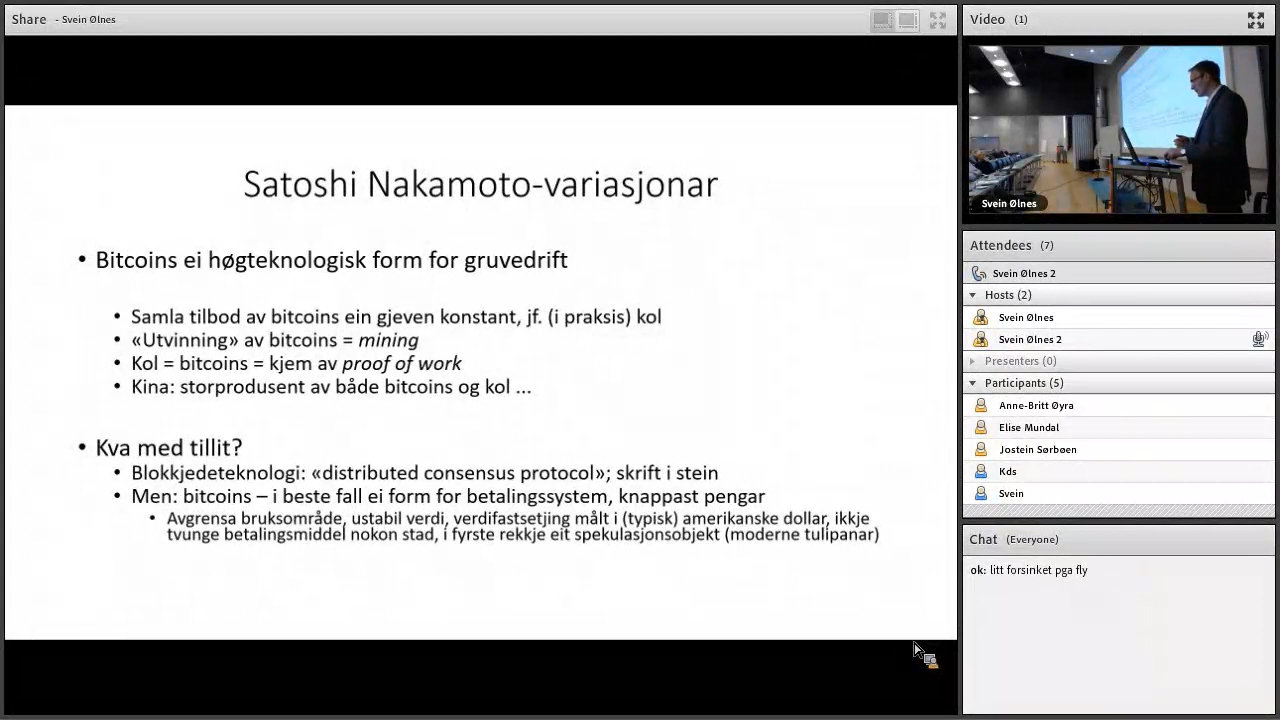 Share - Svein Ølnes
Satoshi Nakamoto-variasjonar
• Bitcoins ei høgteknologisk form for gruvedrift
• Samla tilbod av bitcoins ein gjeven konstant, jf. (i praksis) kol
• «Utvinning» av bitcoins = mining
• Kol = bitcoins = kjem av proof of work
• Kina: storprodusent av både bitcoins og kol ...
• Kva med tillit?
• Blokkjedeteknologi: «distributed consensus protocol»; skrift i stein
• Men: bitcoins – i beste fall ei form for betalingssystem, knappast pengar
• Avgrensa bruksområde, ustabil verdi, verdifastsetjing målt i (typisk) amerikanske dollar, ikkje
tvunge betalingsmiddel nokon stad, i fyrste rekkje eit spekulasjonsobjekt (moderne tulipanar)
Video (1)
Svein Ølnes
Attendees (7)
Svein Ølnes 2
Hosts (2)
Svein Ølnes
Svein Ølnes 2
Presenters (0)
Participants (5)
Anne-Britt Øyra
Elise Mundal
Jostein Sørbøen
Kds
Svein
Chat (Everyone)
ok: litt forsinket pga fly